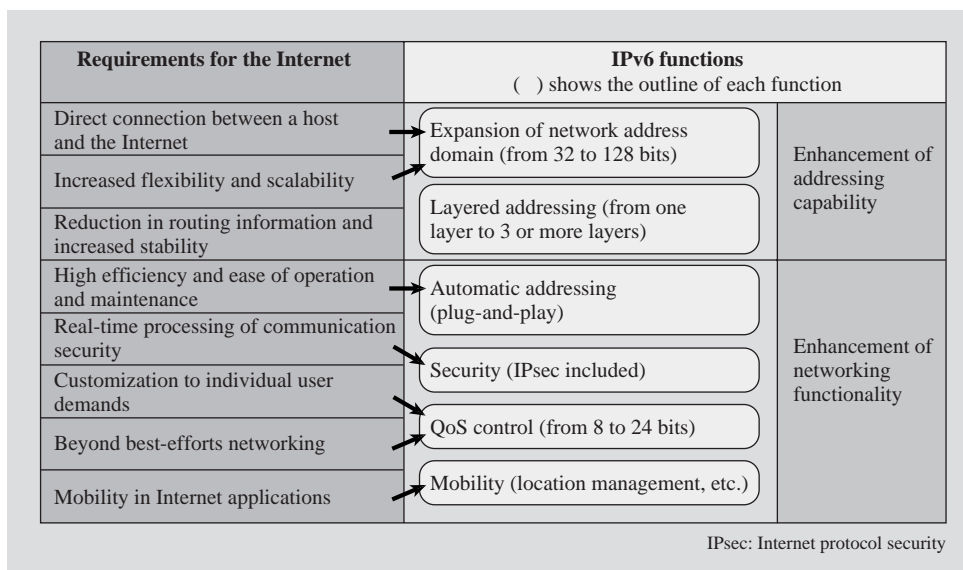 Requirements for the Internet
IPv6 functions
( ) shows the outline of each function
Direct connection between a host
and the Internet
Increased flexibility and scalability
Reduction in routing information and
increased stability
High efficiency and ease of operation
and maintenance
Real-time processing of communication
security
Customization to individual user
demands
Beyond best-efforts networking
Mobility in Internet applications
Expansion of network address
domain (from 32 to 128 bits)
Layered addressing (from one
layer to 3 or more layers)
Automatic addressing
(plug-and-play)
Security (IPsec included)
QoS control (from 8 to 24 bits)
Mobility (location management, etc.)
Enhancement of
addressing
capability
Enhancement of
networking
functionality
IPsec: Internet protocol security